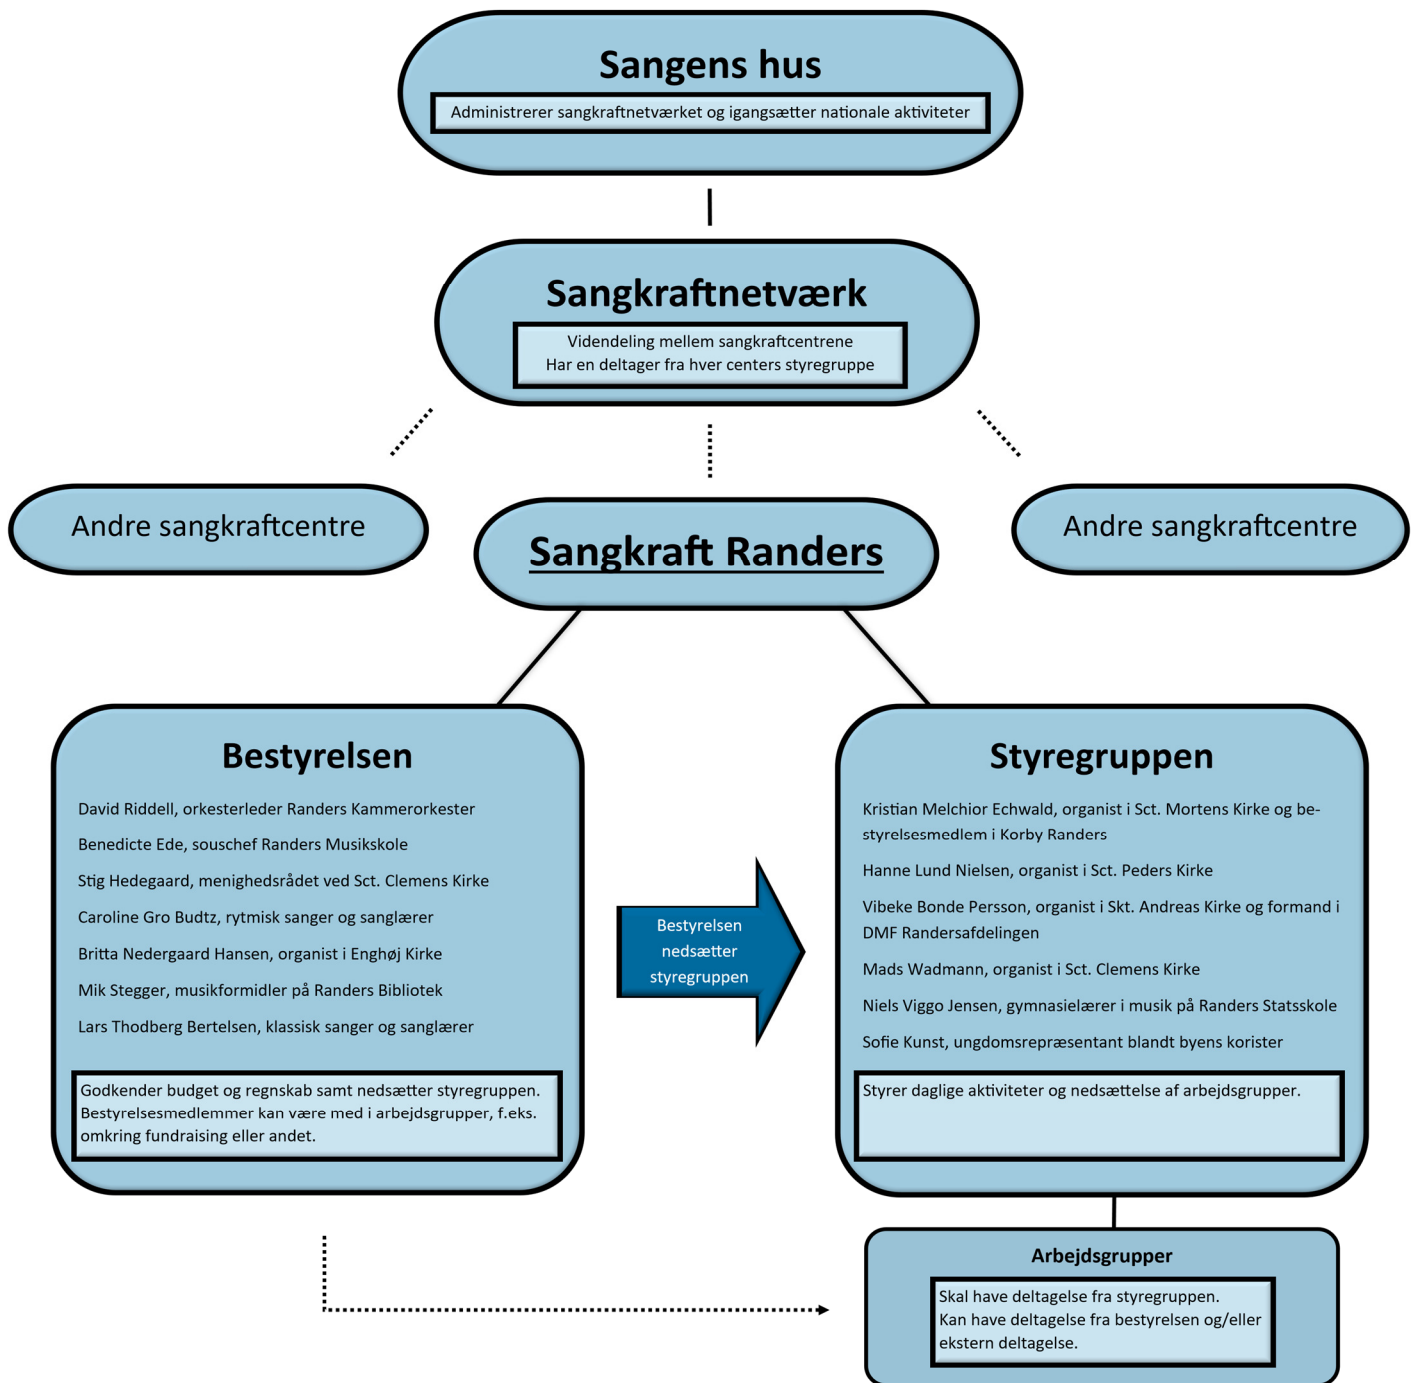 Sangens hus
Administrerer sangkraftnetværket og igangsætter nationale aktiviteter
Sangkraftnetværk
Videndeling mellem sangkraftcentrene
Har en deltager fra hver centers styregruppe
Andre sangkraftcentre
Sangkraft Randers
Andre sangkraftcentre
Bestyrelsen
David Riddell, orkesterleder Randers Kammerorkester
Benedicte Ede, souschef Randers Musikskole
Stig Hedegaard, menighedsrådet ved Sct. Clemens Kirke
Caroline Gro Budtz, rytmisk sanger og sanglærer
Britta Nedergaard Hansen, organist i Enghøj Kirke
Mik Stegger, musikformidler på Randers Bibliotek
Lars Thodberg Bertelsen, klassisk sanger og sanglærer
Godkender budget og regnskab samt nedsætter styregruppen.
Bestyrelsesmedlemmer kan være med i arbejdsgrupper, f.eks.
omkring fundraising eller andet.
Bestyrelsen
nedsætter
styregruppen
Styregruppen
Kristian Melchior Echwald, organist i Sct. Mortens Kirke og be-
styrelsesmedlem i Korby Randers
Hanne Lund Nielsen, organist i Sct. Peders Kirke
Vibeke Bonde Persson, organist i Skt. Andreas Kirke og formand i
DMF Randersafdelingen
Mads Wadmann, organist i Sct. Clemens Kirke
Niels Viggo Jensen, gymnasielærer i musik på Randers Statsskole
Sofie Kunst, ungdomsrepræsentant blandt byens korister
Styrer daglige aktiviteter og nedsættelse af arbejdsgrupper.
Arbejdsgrupper
Skal have deltagelse fra styregruppen.
Kan have deltagelse fra bestyrelsen og/eller
ekstern deltagelse.